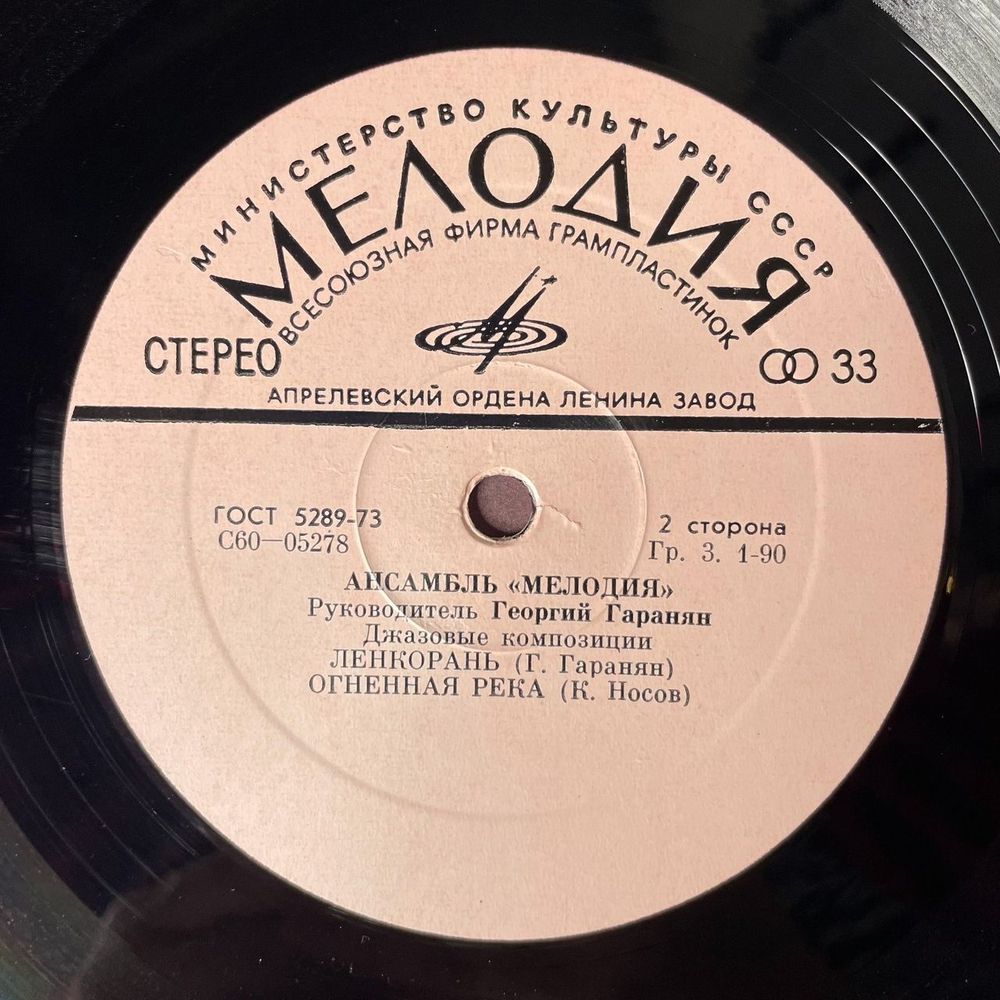 МИНИСТЕРСТВО КУЛЬТУРЫ СССР
МЕЛОДИЯ
ВСЕСОЮЗНАЯ ФИРМА ГРАМПЛАСТИНОК
СТЕРЕО
33
АПРЕЛЕВСКИЙ ОРДЕНА ЛЕНИНА ЗАВОД
ГОСТ 5289-73
2 сторона
С60—05278
Гр. 3. 1-90
АНСАМБЛЬ «МЕЛОДИЯ»
Руководитель Георгий Гаранян
Джазовые композиции
ЛЕНКОРАНЬ (Г. Гаранян)
ОГНЕННАЯ РЕКА (К. Носов)